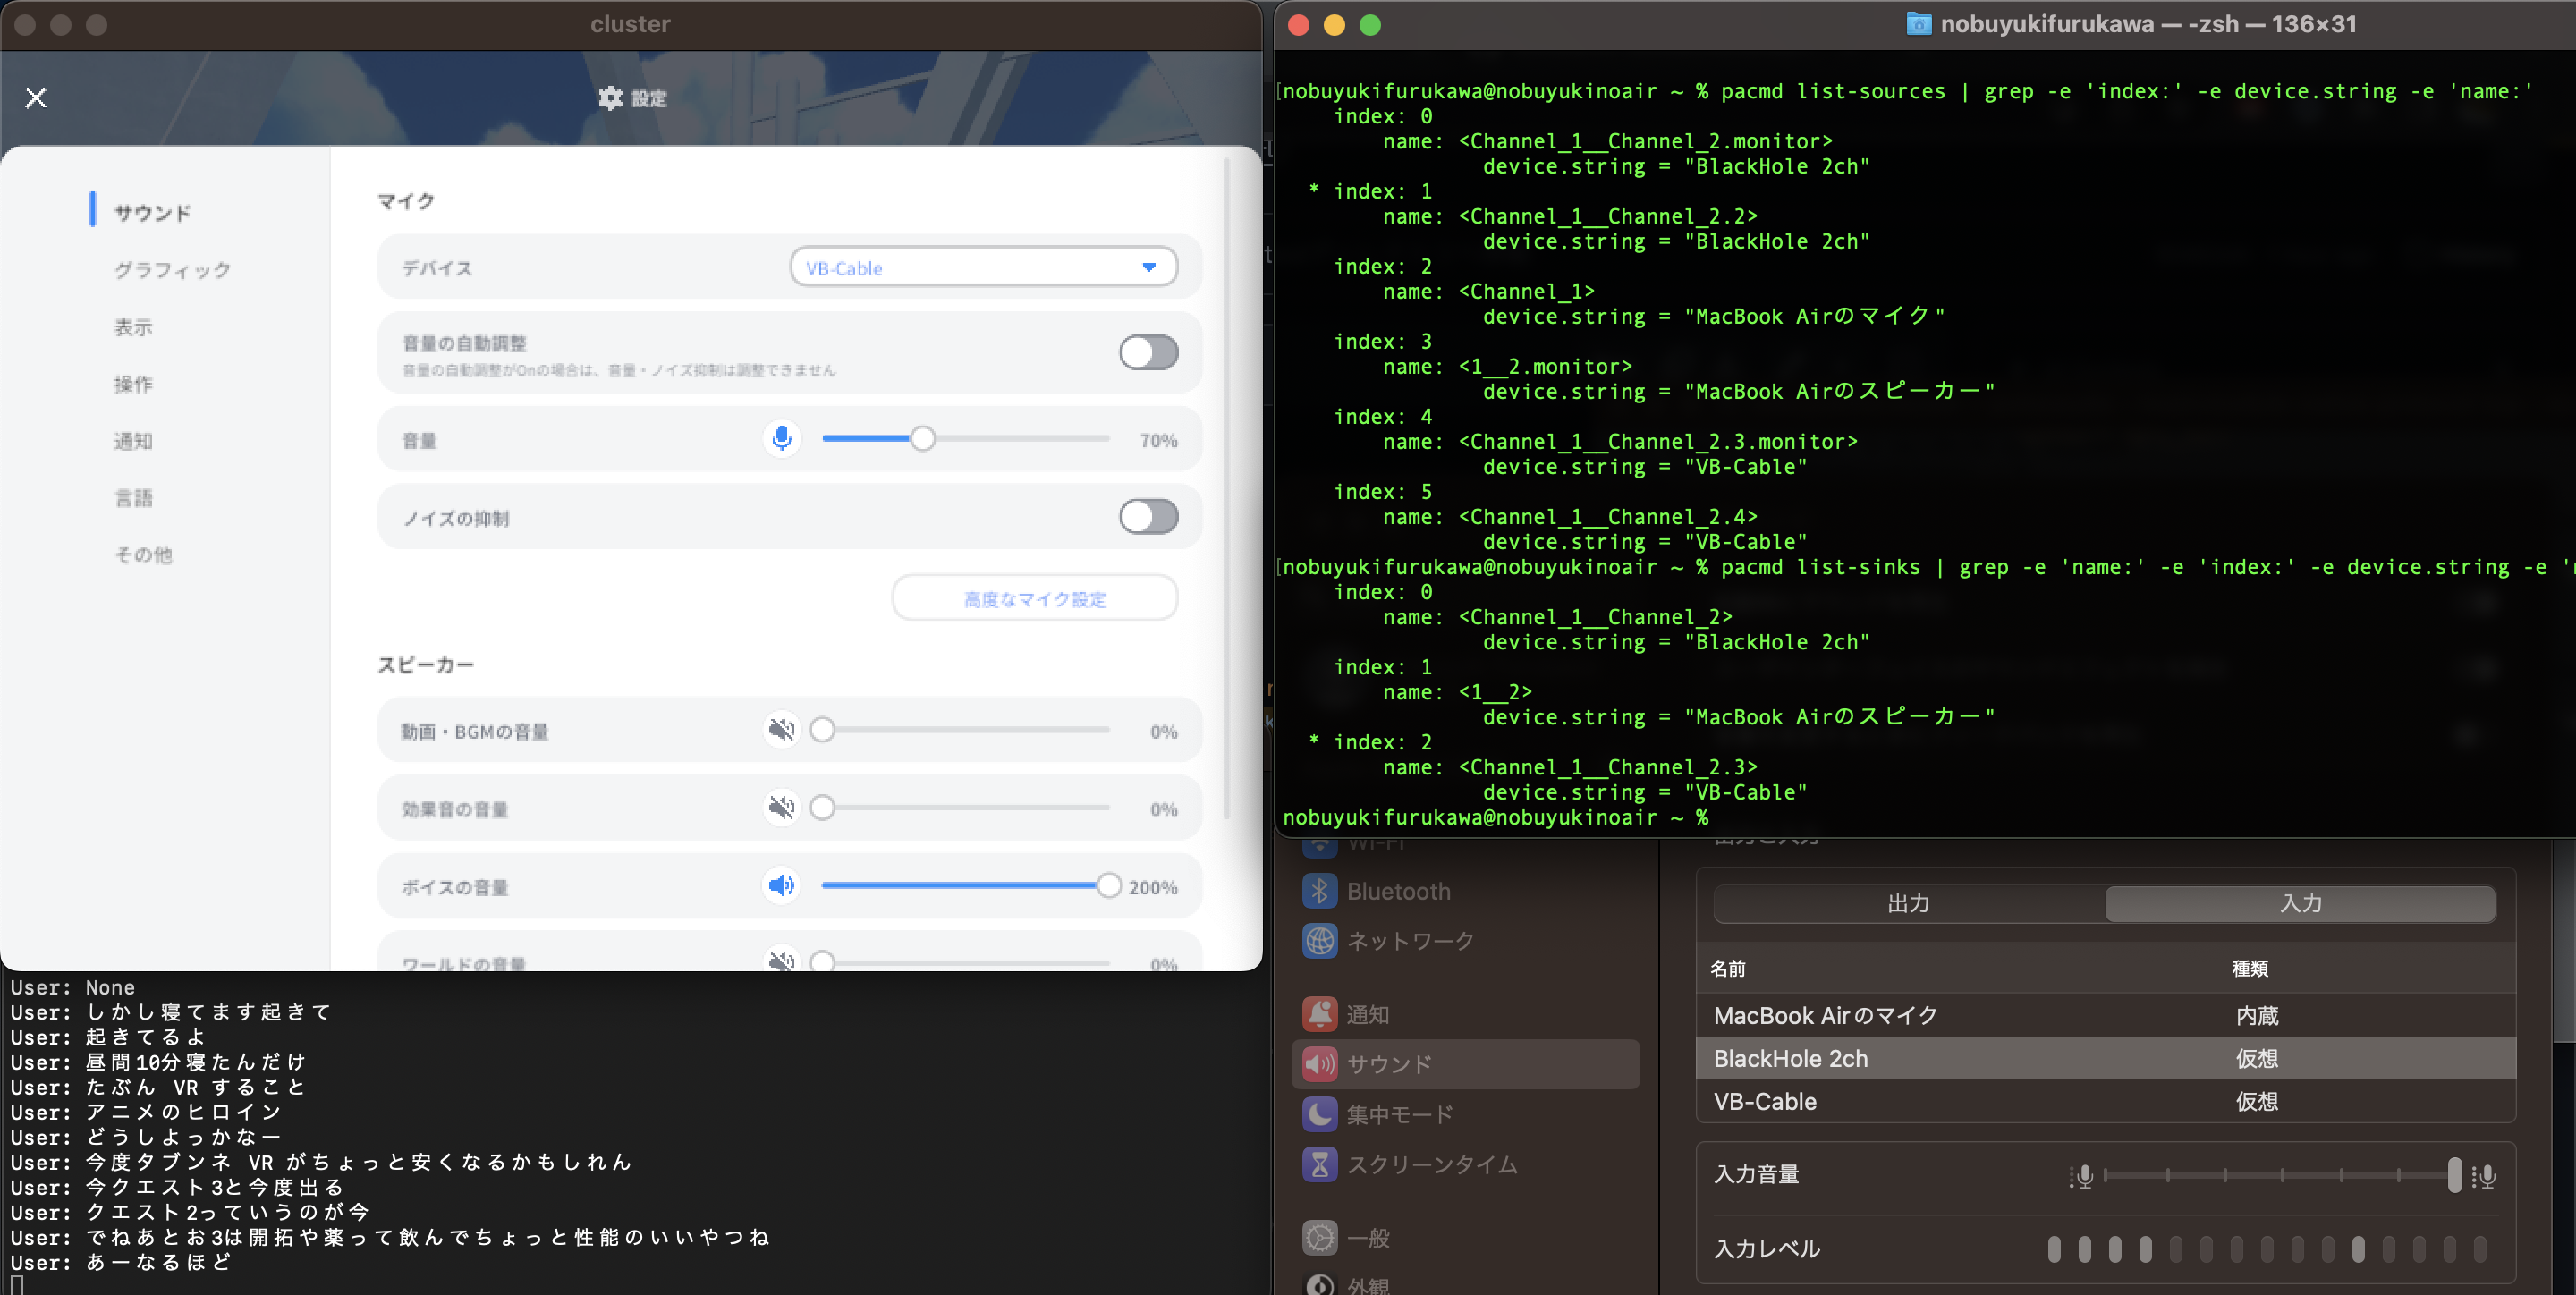 cluster
設定
サウンド
グラフィック
表示
操作
通知
言語
その他
マイク
デバイス
VB-Cable
音量の自動調整
音量の自動調整がOnの場合は、音量・ノイズ抑制は調整できません
音量
70%
ノイズの抑制
高度なマイク設定
スピーカー
動画・BGMの音量
0%
効果音の音量
0%
ボイスの音量
200%
ワールドの音量
0%
User: None
User: しかし寝てます起きて
User: 起きてるよ
User: 昼間10分寝たんだけ
User: たぶん VR すること
User: アニメのヒロイン
User: どうしよっかなー
User: 今度タブンネ VR がちょっと安くなるかもしれん
User: 今クエスト3と今度出る
User: クエスト2っていうのが今
User: でねあとお3は開拓や薬って飲んでちょっと性能のいいやつね
User: あーなるほど
nobuyukifurukawa — -zsh — 136×31
[nobuyukifurukawa@nobuyukinoair ~ % pacmd list-sources | grep -e 'index:' -e device.string -e 'name:'
index: 0
name: <Channel_1__Channel_2.monitor>
device.string = "BlackHole 2ch"
* index: 1
name: <Channel_1__Channel_2.2>
device.string = "BlackHole 2ch"
index: 2
name: <Channel_1>
device.string = "MacBook Airのマイク"
index: 3
name: <1__2.monitor>
device.string = "MacBook Airのスピーカー"
index: 4
name: <Channel_1__Channel_2.3.monitor>
device.string = "VB-Cable"
index: 5
name: <Channel_1__Channel_2.4>
device.string = "VB-Cable"
[nobuyukifurukawa@nobuyukinoair ~ % pacmd list-sinks | grep -e 'name:' -e 'index:' -e device.string -e '
index: 0
name: <Channel_1__Channel_2>
device.string = "BlackHole 2ch"
index: 1
name: <1__2>
device.string = "MacBook Airのスピーカー"
* index: 2
name: <Channel_1__Channel_2.3>
device.string = "VB-Cable"
nobuyukifurukawa@nobuyukinoair ~ %
Wi-Fi
Bluetooth
ネットワーク
通知
サウンド
集中モード
スクリーンタイム
一般
外観
出力と入力
出力
入力
名前 種類
MacBook Airのマイク 内蔵
BlackHole 2ch 仮想
VB-Cable 仮想
入力音量
入力レベル